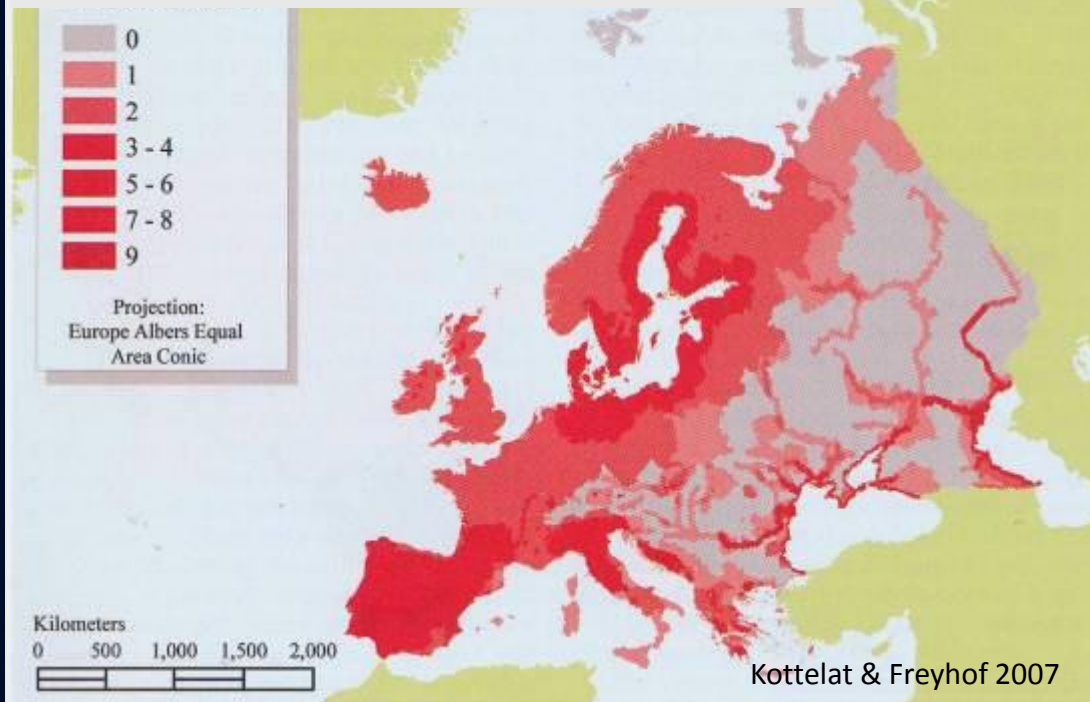 0
1
2
3 - 4
5 - 6
7 - 8
9
Projection:
Europe Albers Equal
Area Conic
Kilometers
0 500 1,000 1,500 2,000
Kottelat & Freyhof 2007